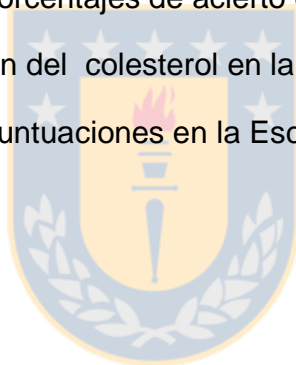 orcentajes de acierto
n del colesterol en la
untuaciones en la Esc